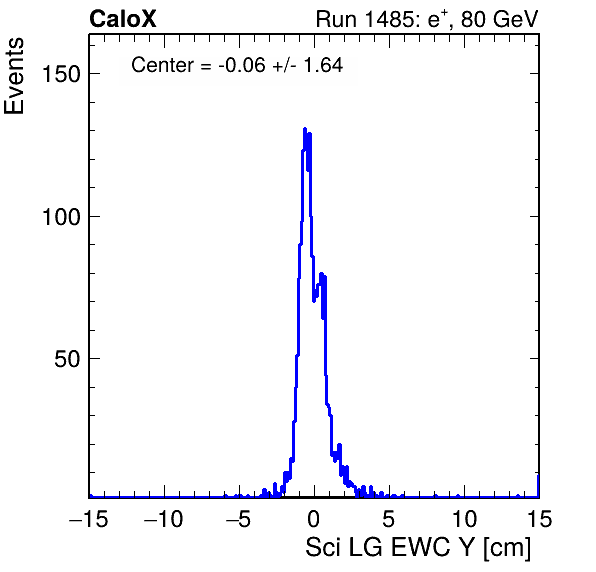 CaloX Run 1485: e⁺, 80 GeV
Center = -0.06 +/- 1.64
Events
150
100
50
−15 −10 −5 0 5 10 15
Sci LG EWC Y [cm]